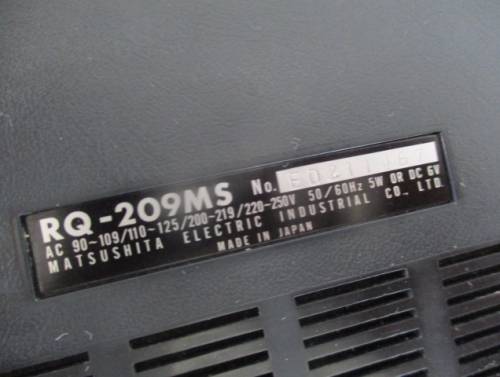 RQ-209MS No.
AC 90~109/110~125/200~219/220~250V 50/60Hz 5W OR DC 6V
MATSUSHITA ELECTRIC INDUSTRIAL CO., LTD.
MADE IN JAPAN